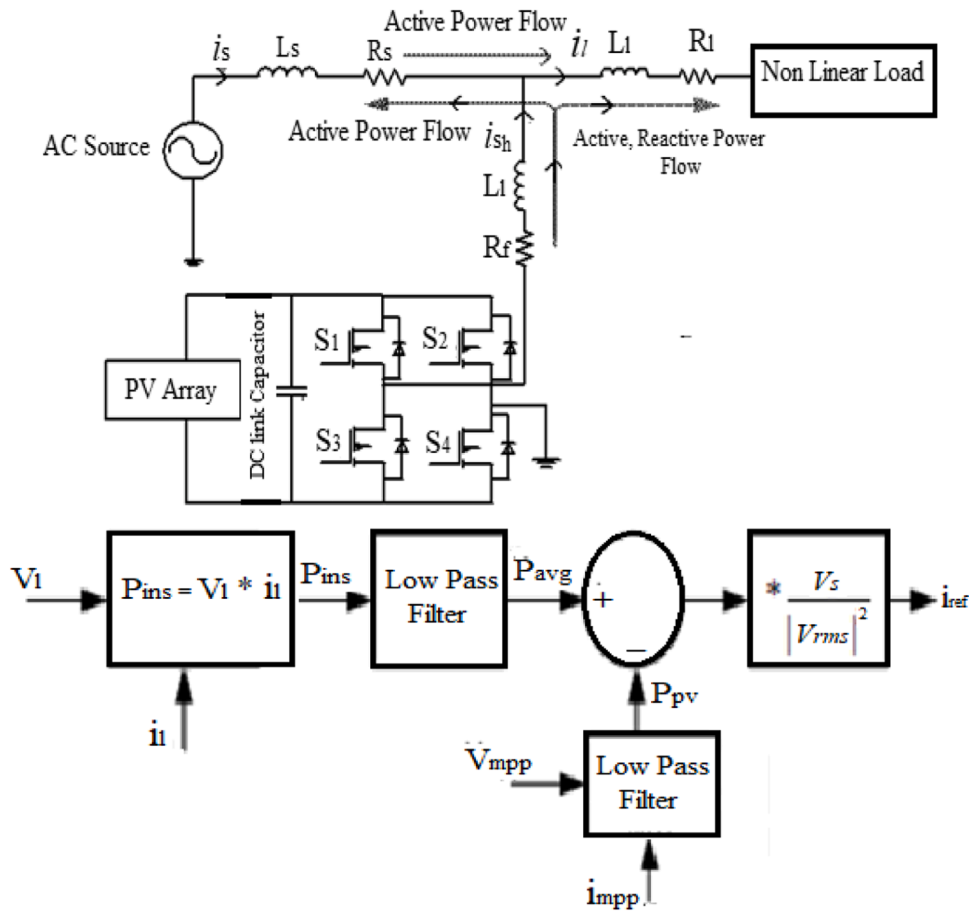 Active Power Flow
is
Ls
Rs
il
L1
R1
Non Linear Load
AC Source
Active Power Flow
ish
Active, Reactive Power
Flow
L1
Rf
PV Array
DC link Capacitor
S1
S2
S3
S4
V1
Pins = V1 * i1
Pins
Low Pass
Filter
Pavg
+
−
* Vs
|Vrms|²
iref
i1
Ppv
Vmpp
Low Pass
Filter
impp